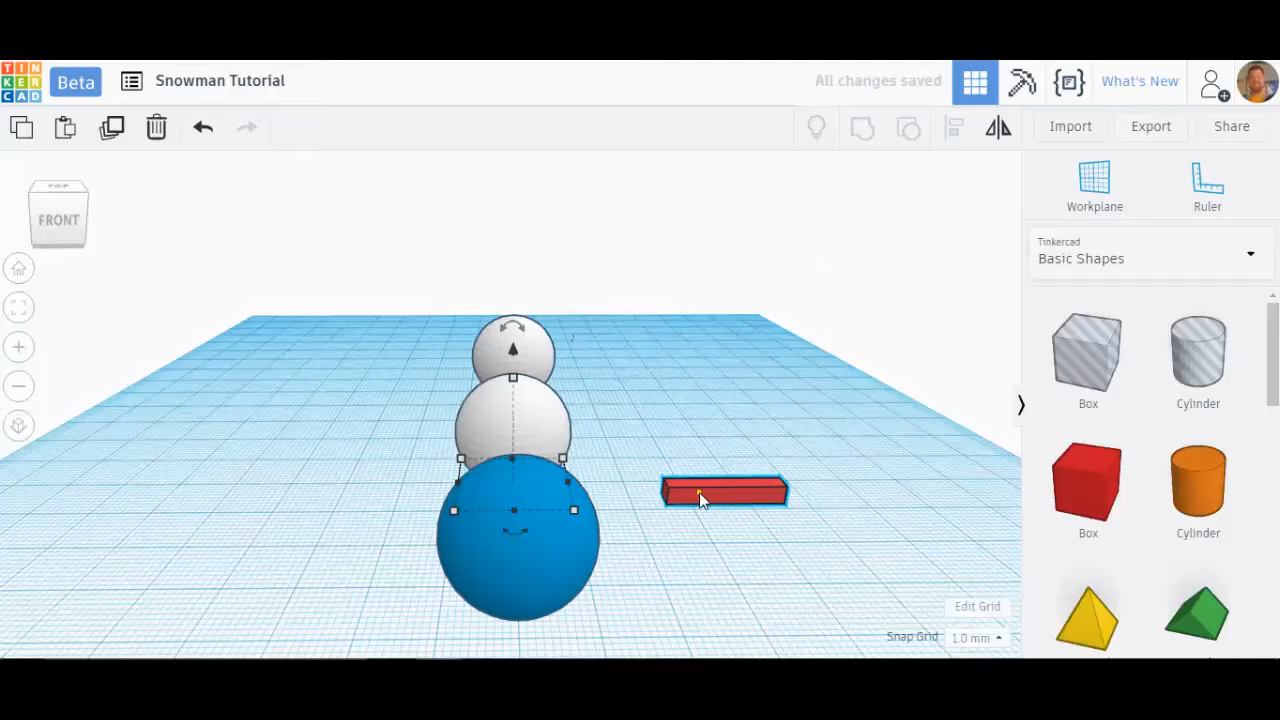 TIN
KER
CAD
Beta
Snowman Tutorial
All changes saved
What's New
Import
Export
Share
TOP
FRONT
Workplane
Ruler
Tinkercad
Basic Shapes
Box
Cylinder
Box
Cylinder
Edit Grid
Snap Grid
1.0 mm